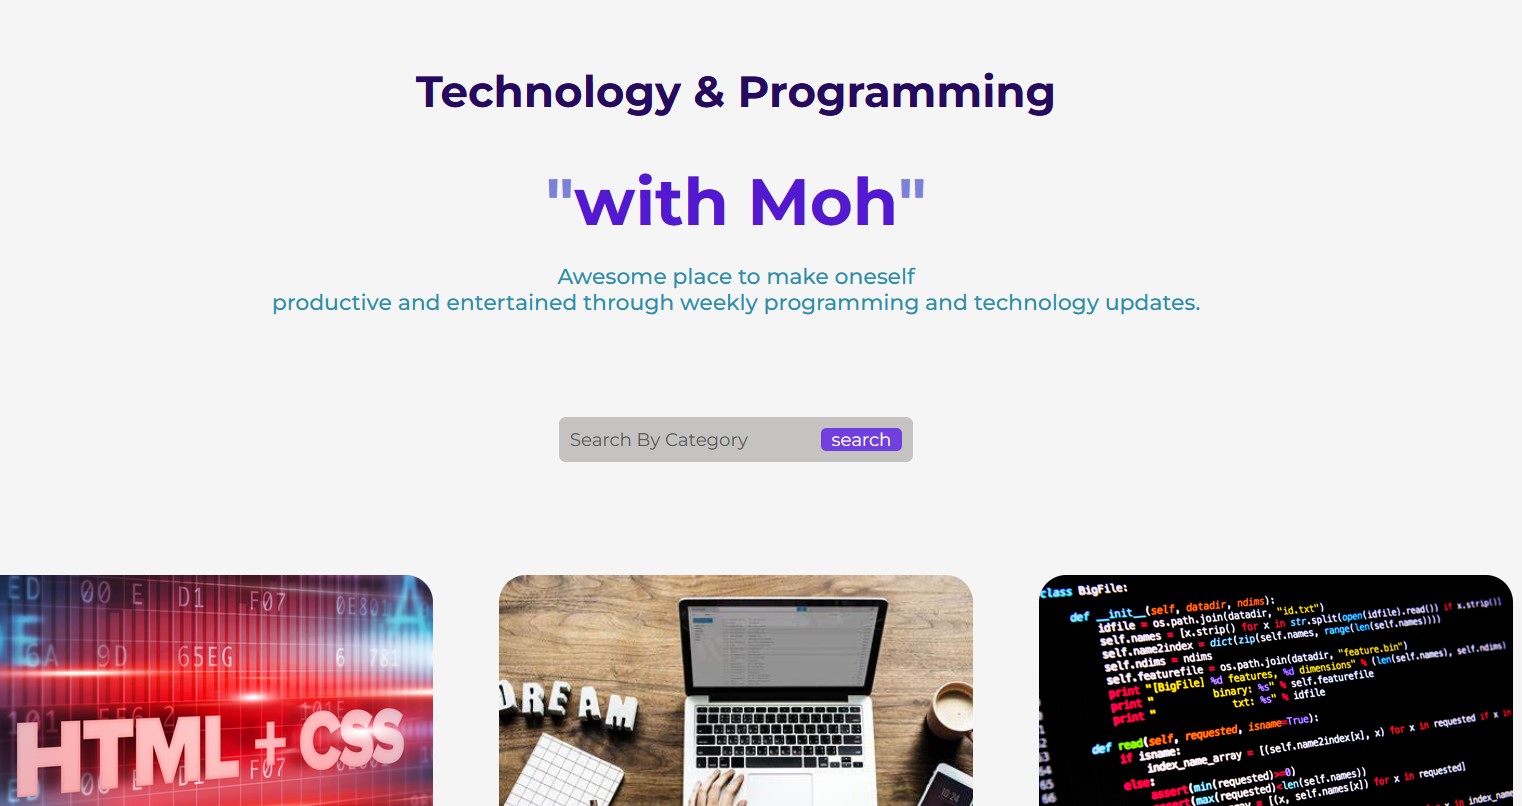 Technology & Programming
"with Moh"
Awesome place to make oneself
productive and entertained through weekly programming and technology updates.
Search By Category
search
ED 00 E D1 F07 0E801
6A 9D 65EG 6 781
HTML + CSS
DREAM
10:24
class BigFile:
def __init__(self, datadir, ndims):
idfile = os.path.join(datadir, "id.txt")
self.names = [x.strip() for x in str.split(open(idfile).read()) if x.strip()]
self.name2index = dict(zip(self.names, range(len(self.names))))
self.ndims = ndims
self.featurefile = os.path.join(datadir, "feature.bin")
print "[BigFile] %d features, %d dimensions" % (len(self.names), self.ndims)
print " binary: %s" % self.featurefile
print " txt: %s" % idfile
def read(self, requested, isname=True):
if isname:
index_name_array = [(self.name2index[x], x) for x in requested if x in
else:
assert(min(requested)>=0)
assert(max(requested)<len(self.names))
= [(x, self.names[x]) for x in requested]